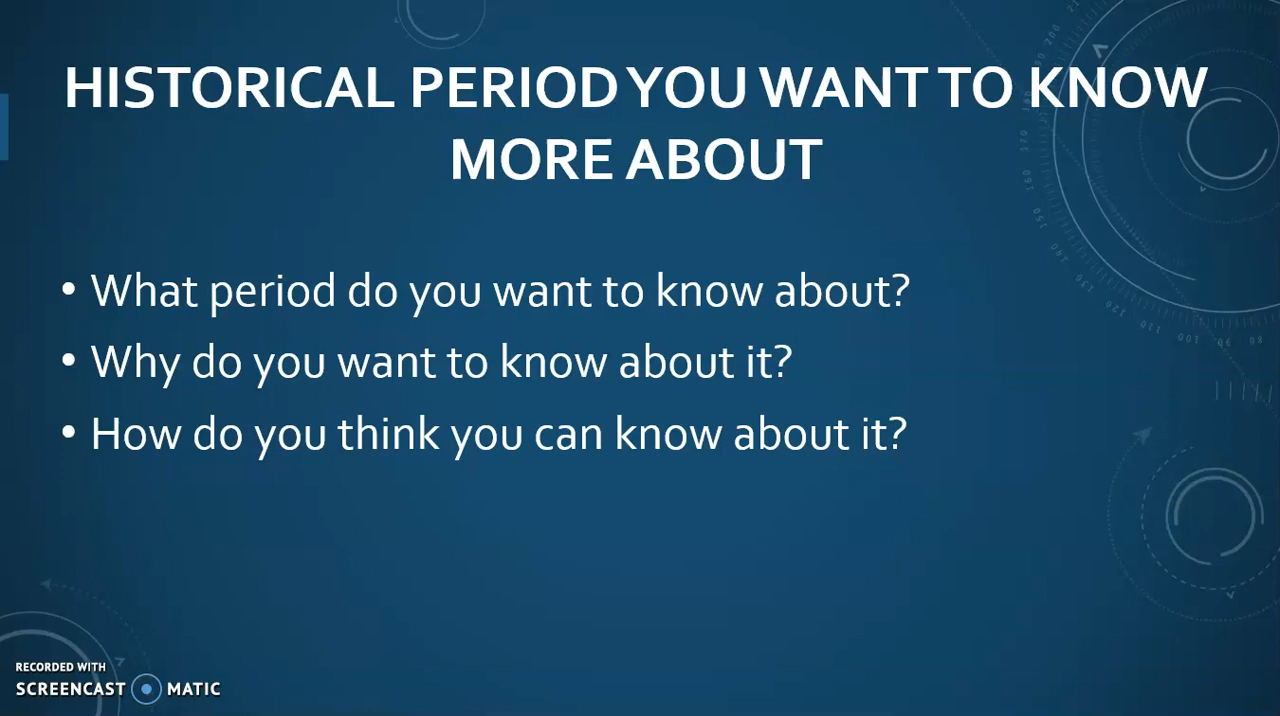 HISTORICAL PERIOD YOU WANT TO KNOW
MORE ABOUT
• What period do you want to know about?
• Why do you want to know about it?
• How do you think you can know about it?
RECORDED WITH
SCREENCAST MATIC